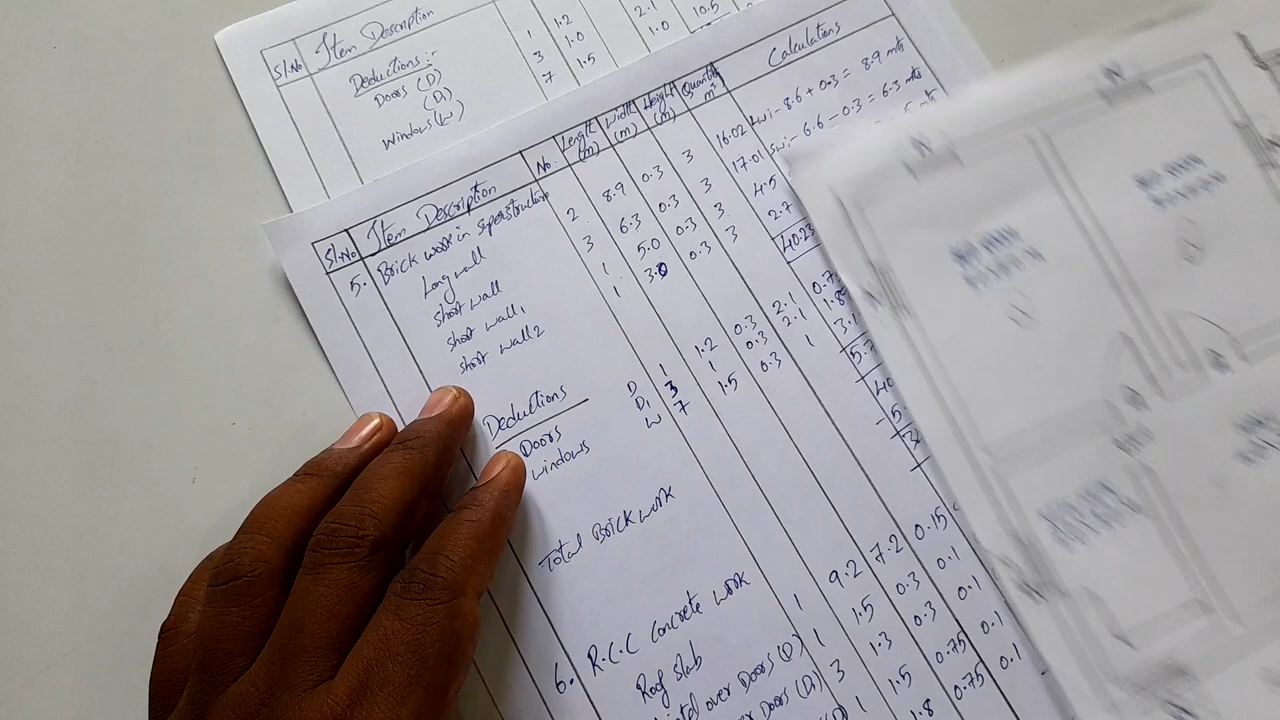 Sl.No Item Description
Deductions :-
Doors (D) 1 1.2 2.1
(D1) 3 1.0
Windows (W) 7 1.5 1.0 10.5
Sl.No Item Description No. Length (m) Width (m) Height (m) Quantity m³ Calculations
5. Brick work in superstructure
Long wall 2 8.9 0.3 3 16.02 Lw:- 8.6 + 0.3 = 8.9 mts
Short wall 3 6.3 0.3 3 17.01 Sw:- 6.6 - 0.3 = 6.3 mts
Short wall1 1 5.0 0.3 3 4.5
Short wall2 1 3.0 0.3 3 2.7
40.23
Deductions
Doors D 1 1.2 0.3 2.1
D1 3 1 0.3 2.1
Windows W 7 1.5 0.3 1
Total Brick work
6. R.C.C Concrete work
Roof Slab 1 9.2 7.2 0.15
over Doors (D) 1 1.5 0.3 0.1
Doors (D1) 3 1.3 0.3 0.1
1 1.5 0.75 0.1
1.8 0.75 0.1